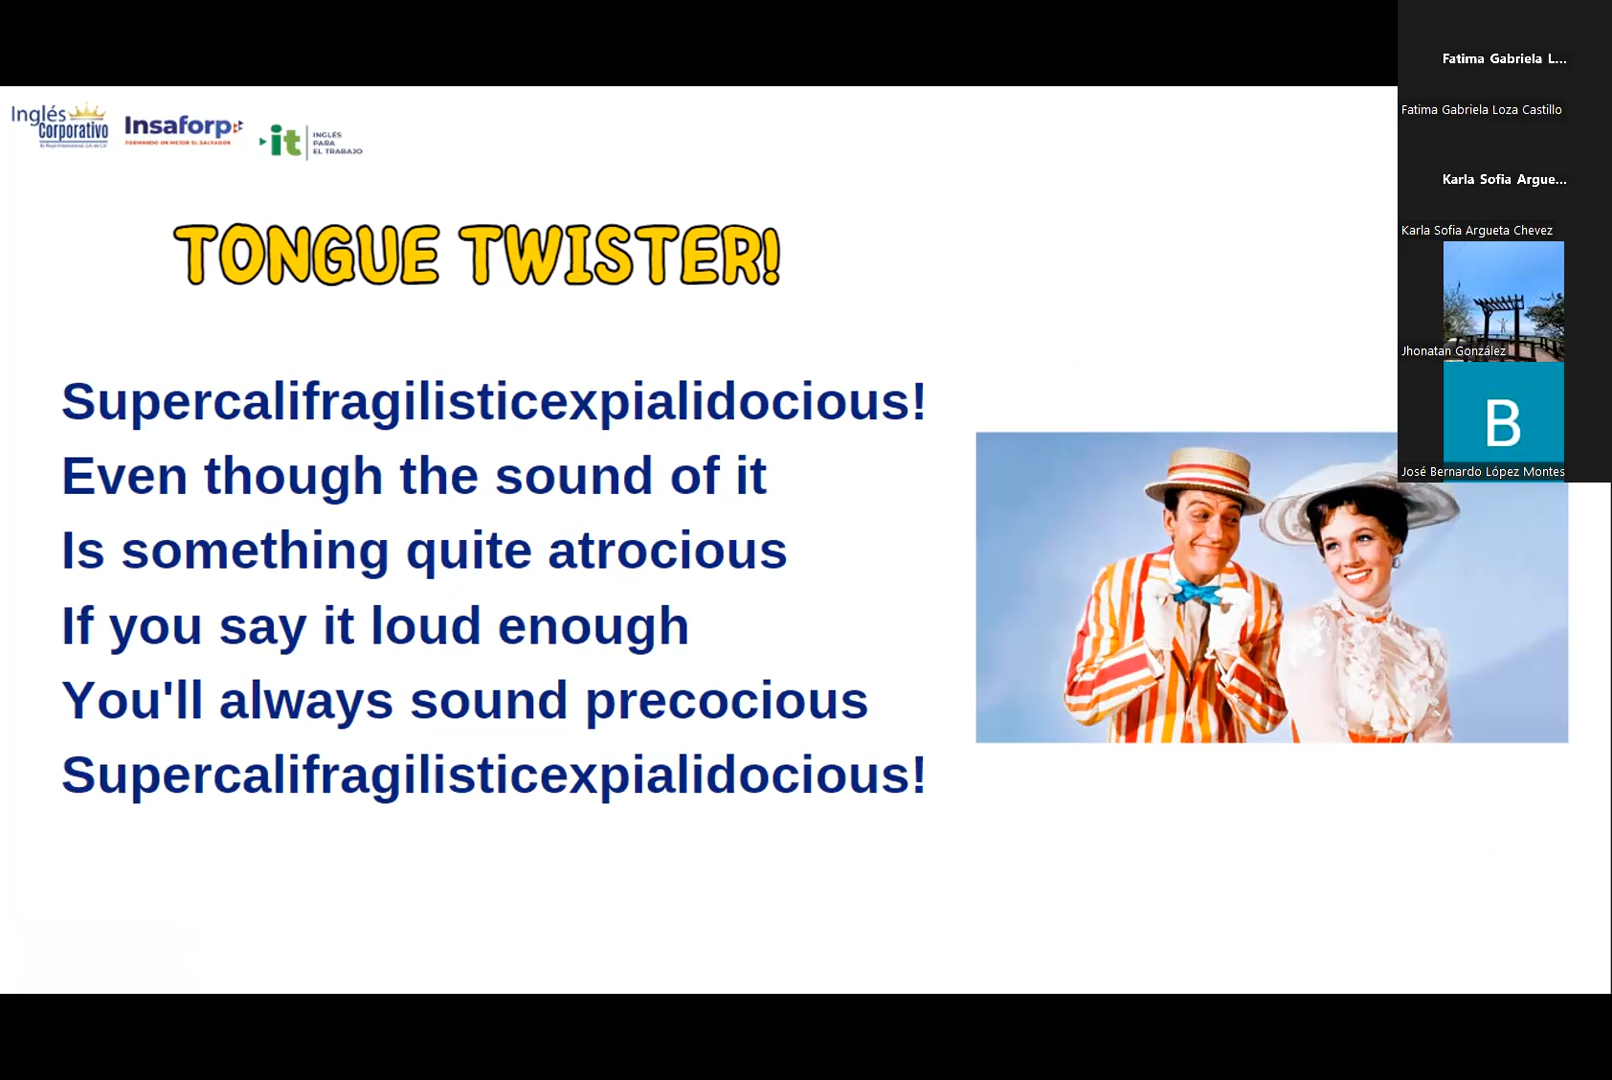 Inglés
Corporativo
Insaforp
FORMANDO UN MEJOR EL SALVADOR
it
INGLÉS
PARA
EL TRABAJO
TONGUE TWISTER!
Supercalifragilisticexpialidocious!
Even though the sound of it
Is something quite atrocious
If you say it loud enough
You'll always sound precocious
Supercalifragilisticexpialidocious!
Fatima Gabriela L...
Fatima Gabriela Loza Castillo
Karla Sofia Argue...
Karla Sofia Argueta Chevez
Jhonatan González
B
José Bernardo López Montes